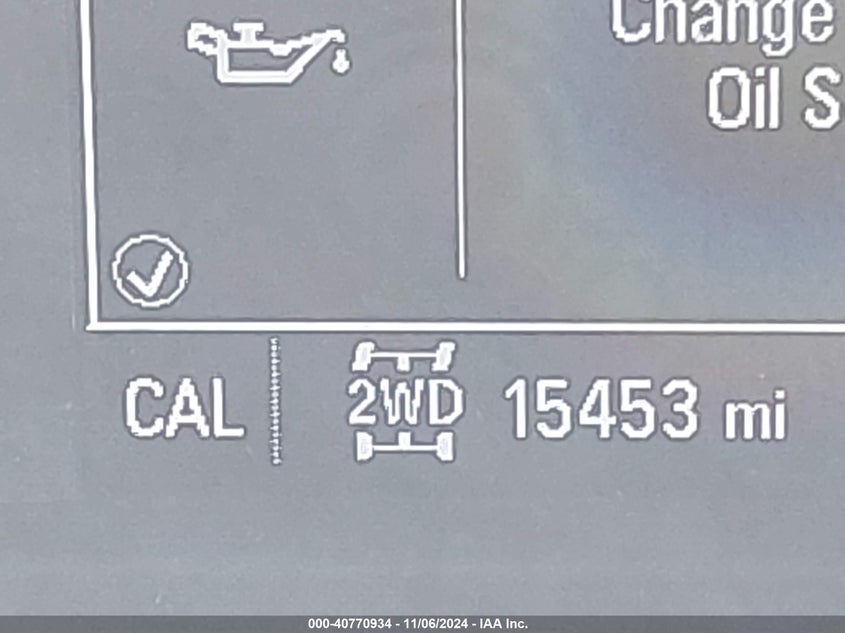 Change
Oil S
CAL 2WD 15453 mi
000-40770934 - 11/06/2024 - IAA Inc.